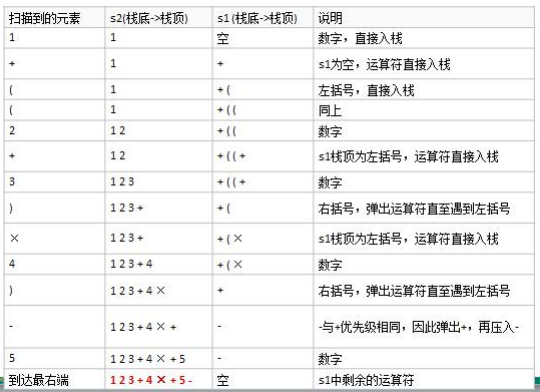 扫描到的元素 s2(栈底->栈顶) s1(栈底->栈顶) 说明
1 1 空 数字，直接入栈
+ 1 + s1为空，运算符直接入栈
( 1 + ( 左括号，直接入栈
( 1 + ( ( 同上
2 1 2 + ( ( 数字
+ 1 2 + ( ( + s1栈顶为左括号，运算符直接入栈
3 1 2 3 + ( ( + 数字
) 1 2 3 + + ( 右括号，弹出运算符直至遇到左括号
× 1 2 3 + + ( × s1栈顶为左括号，运算符直接入栈
4 1 2 3 + 4 + ( × 数字
) 1 2 3 + 4 × + 右括号，弹出运算符直至遇到左括号
- 1 2 3 + 4 × + - -与+优先级相同，因此弹出+，再压入-
5 1 2 3 + 4 × + 5 - 数字
到达最右端 1 2 3 + 4 × + 5 - 空 s1中剩余的运算符